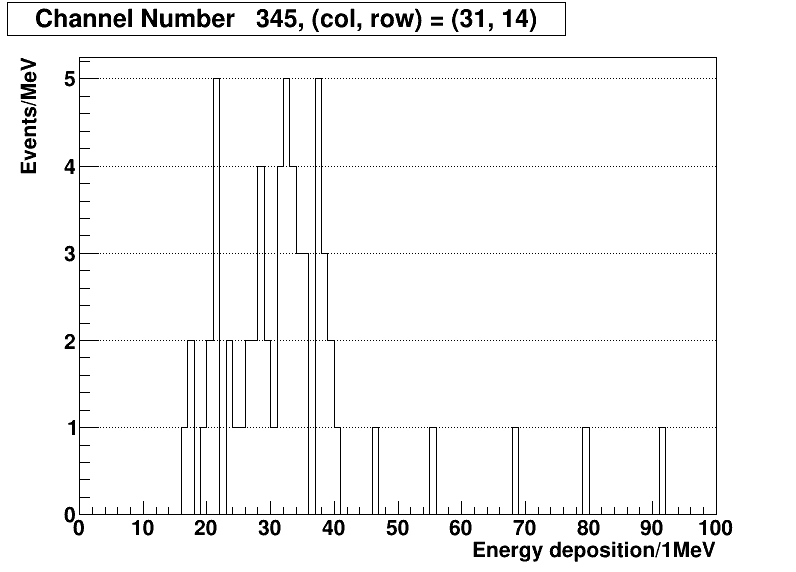 Channel Number 345, (col, row) = (31, 14)
Events/MeV
5
4
3
2
1
0
0 10 20 30 40 50 60 70 80 90 100
Energy deposition/1MeV